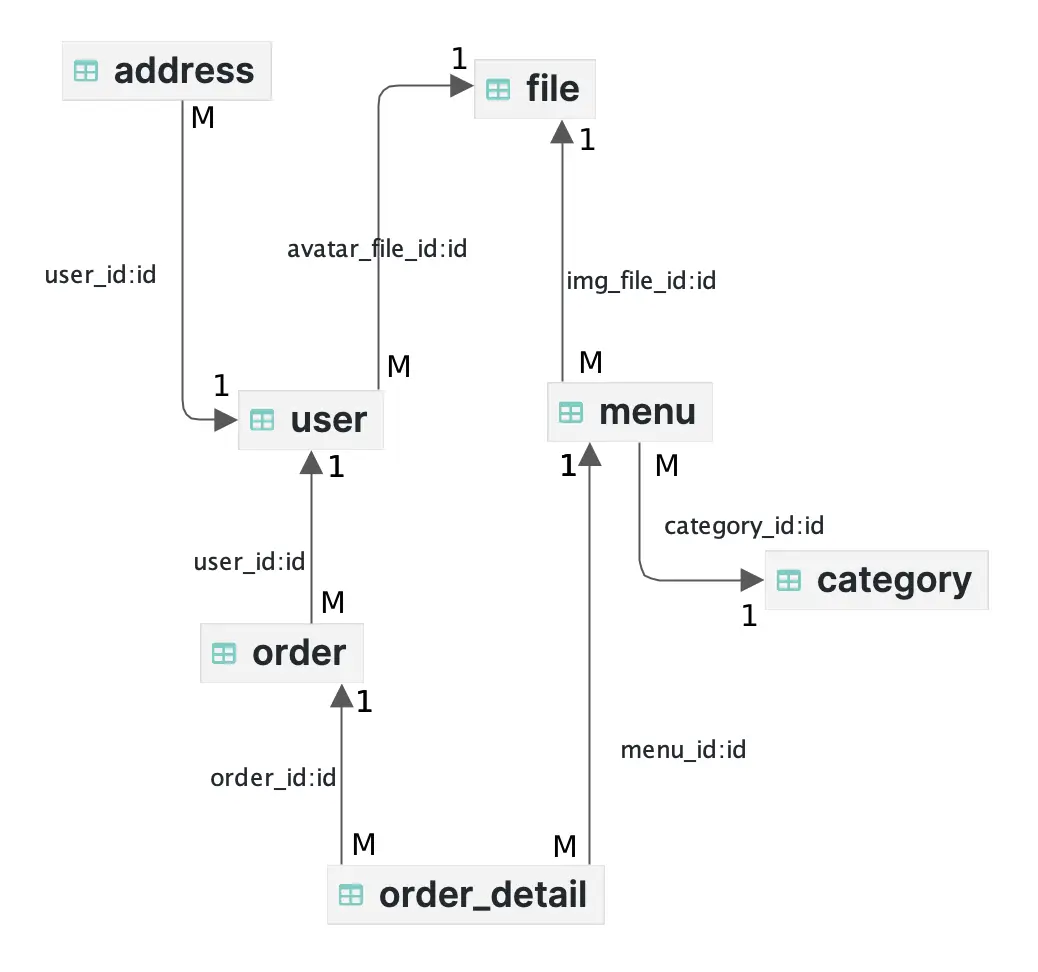 address
M
1
file
1
user_id:id
avatar_file_id:id
img_file_id:id
1
M
M
user
menu
1
1
M
category_id:id
user_id:id
category
M
1
order
1
menu_id:id
order_id:id
M
M
order_detail